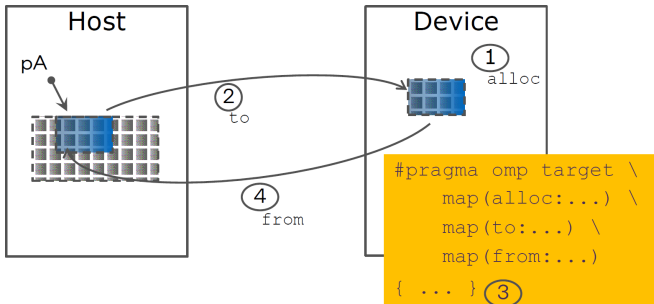 Host
Device
pA
1
alloc
2
to
4
from
#pragma omp target \
map(alloc:...) \
map(to:...) \
map(from:...)
{ ... } 3